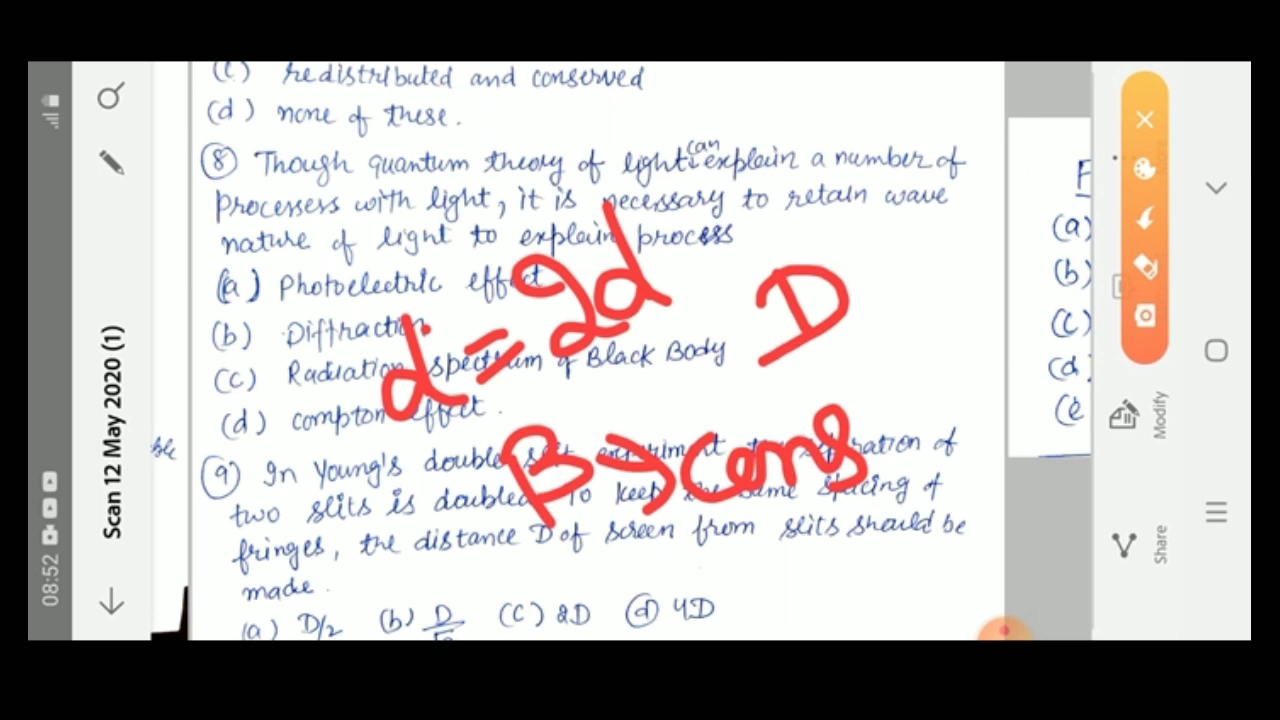 (c) redistributed and conserved
(d) none of these.
⑧ Though quantum theory of light can explain a number of
processess with light, it is necessary to retain wave
nature of light to explain process
(a) Photoelectric effect
(b) Diffraction
(c) Radiation spectrum of Black Body
(d) compton effect.
⑨ In Young's double slit experiment the separation of
two slits is doubled to keep the same spacing of
fringes, the distance D of screen from slits should be
made.
(a) D/2 (b) D (c) 2D (d) 4D
d = 2d
D
β → Cons
ble
(a)
(b)
(c)
(d)
(e
Scan 12 May 2020 (1)
08:52
Modify
Share